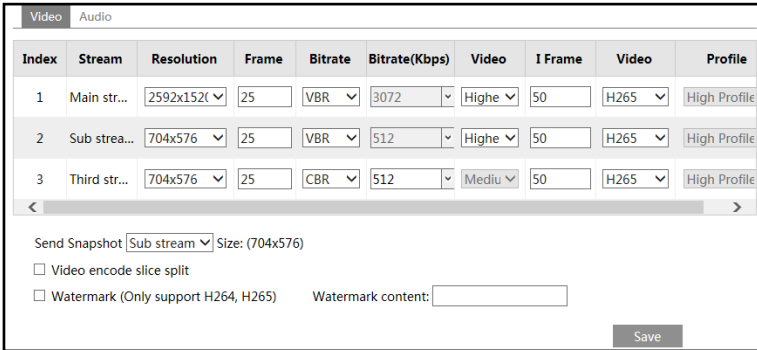 Video Audio
Index Stream Resolution Frame Bitrate Bitrate(Kbps) Video I Frame Video Profile
1 Main str... 2592x152( 25 VBR 3072 Highe 50 H265 High Profile
2 Sub strea... 704x576 25 VBR 512 Highe 50 H265 High Profile
3 Third str... 704x576 25 CBR 512 Mediu 50 H265 High Profile
Send Snapshot Sub stream Size: (704x576)
Video encode slice split
Watermark (Only support H264, H265) Watermark content:
Save